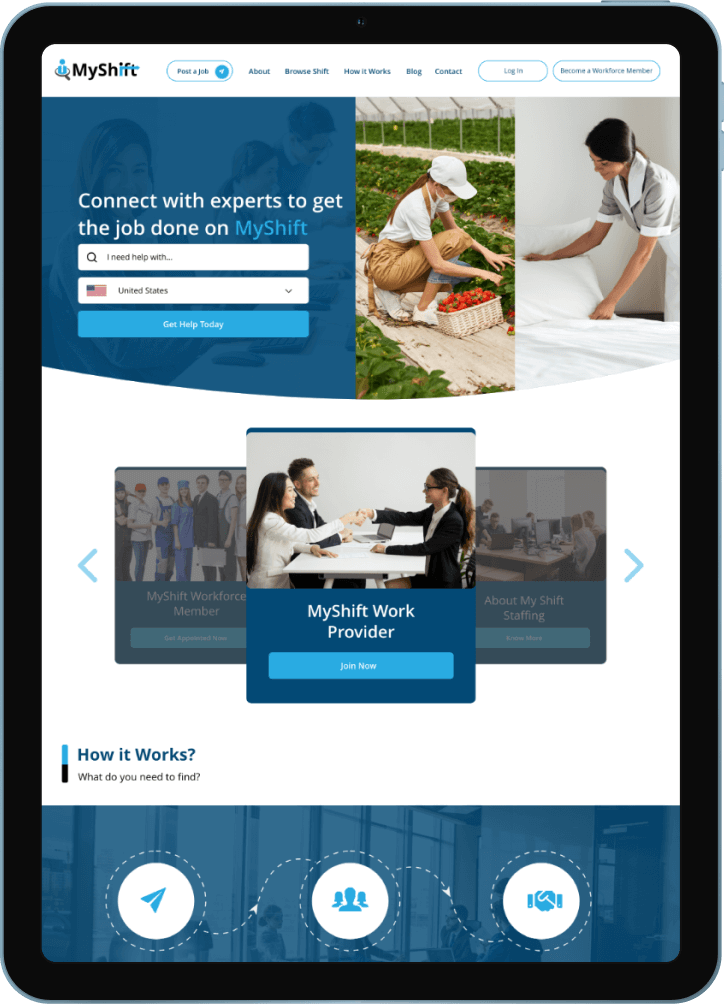 MyShift
Post a Job
About
Browse Shift
How it Works
Blog
Contact
Log In
Become a Workforce Member
Connect with experts to get
the job done on MyShift
I need help with...
United States
Get Help Today
MyShift Workforce
Member
Get Appointed Now
MyShift Work
Provider
Join Now
About My Shift
Staffing
Know More
How it Works?
What do you need to find?